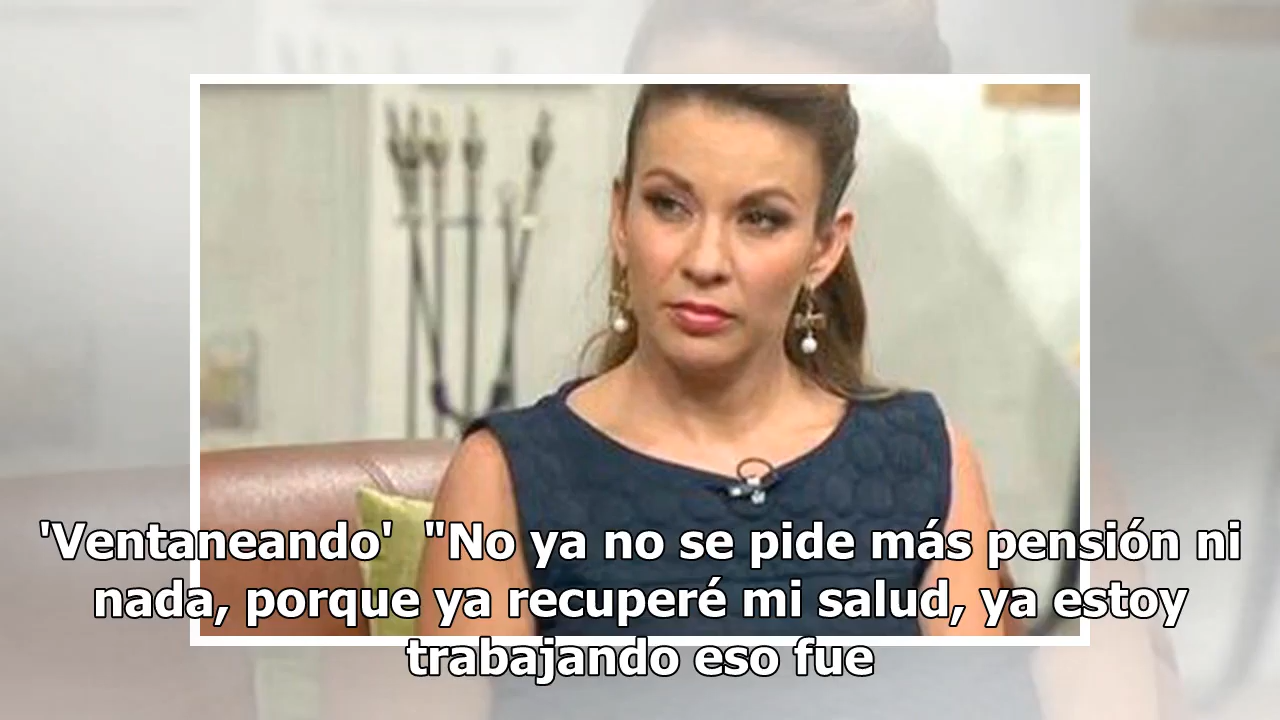 'Ventaneando'  "No ya no se pide más pensión ni
nada, porque ya recuperé mi salud, ya estoy
trabajando eso fue